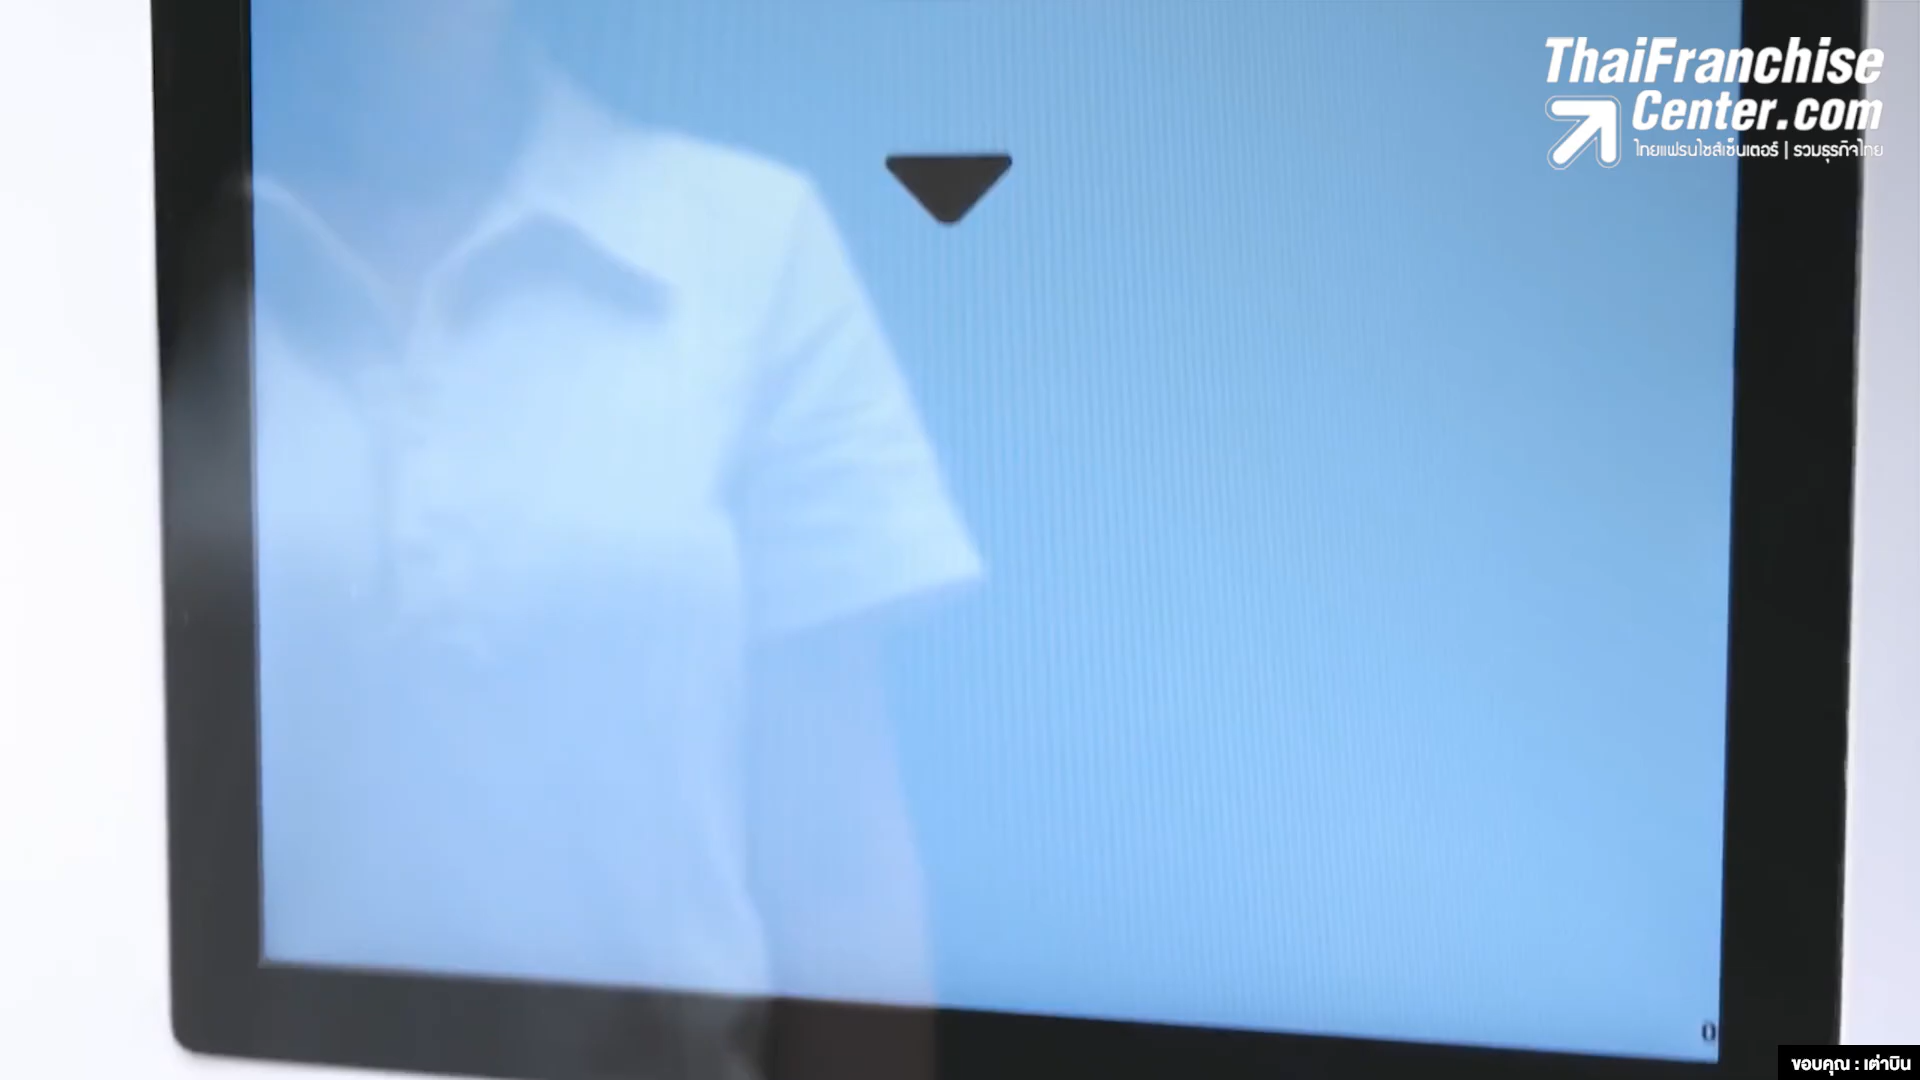 ThaiFranchise
Center.com
ไทยแฟรนไชส์เซ็นเตอร์ | รวมธุรกิจไทย
0
ขอบคุณ : เต่าบิน